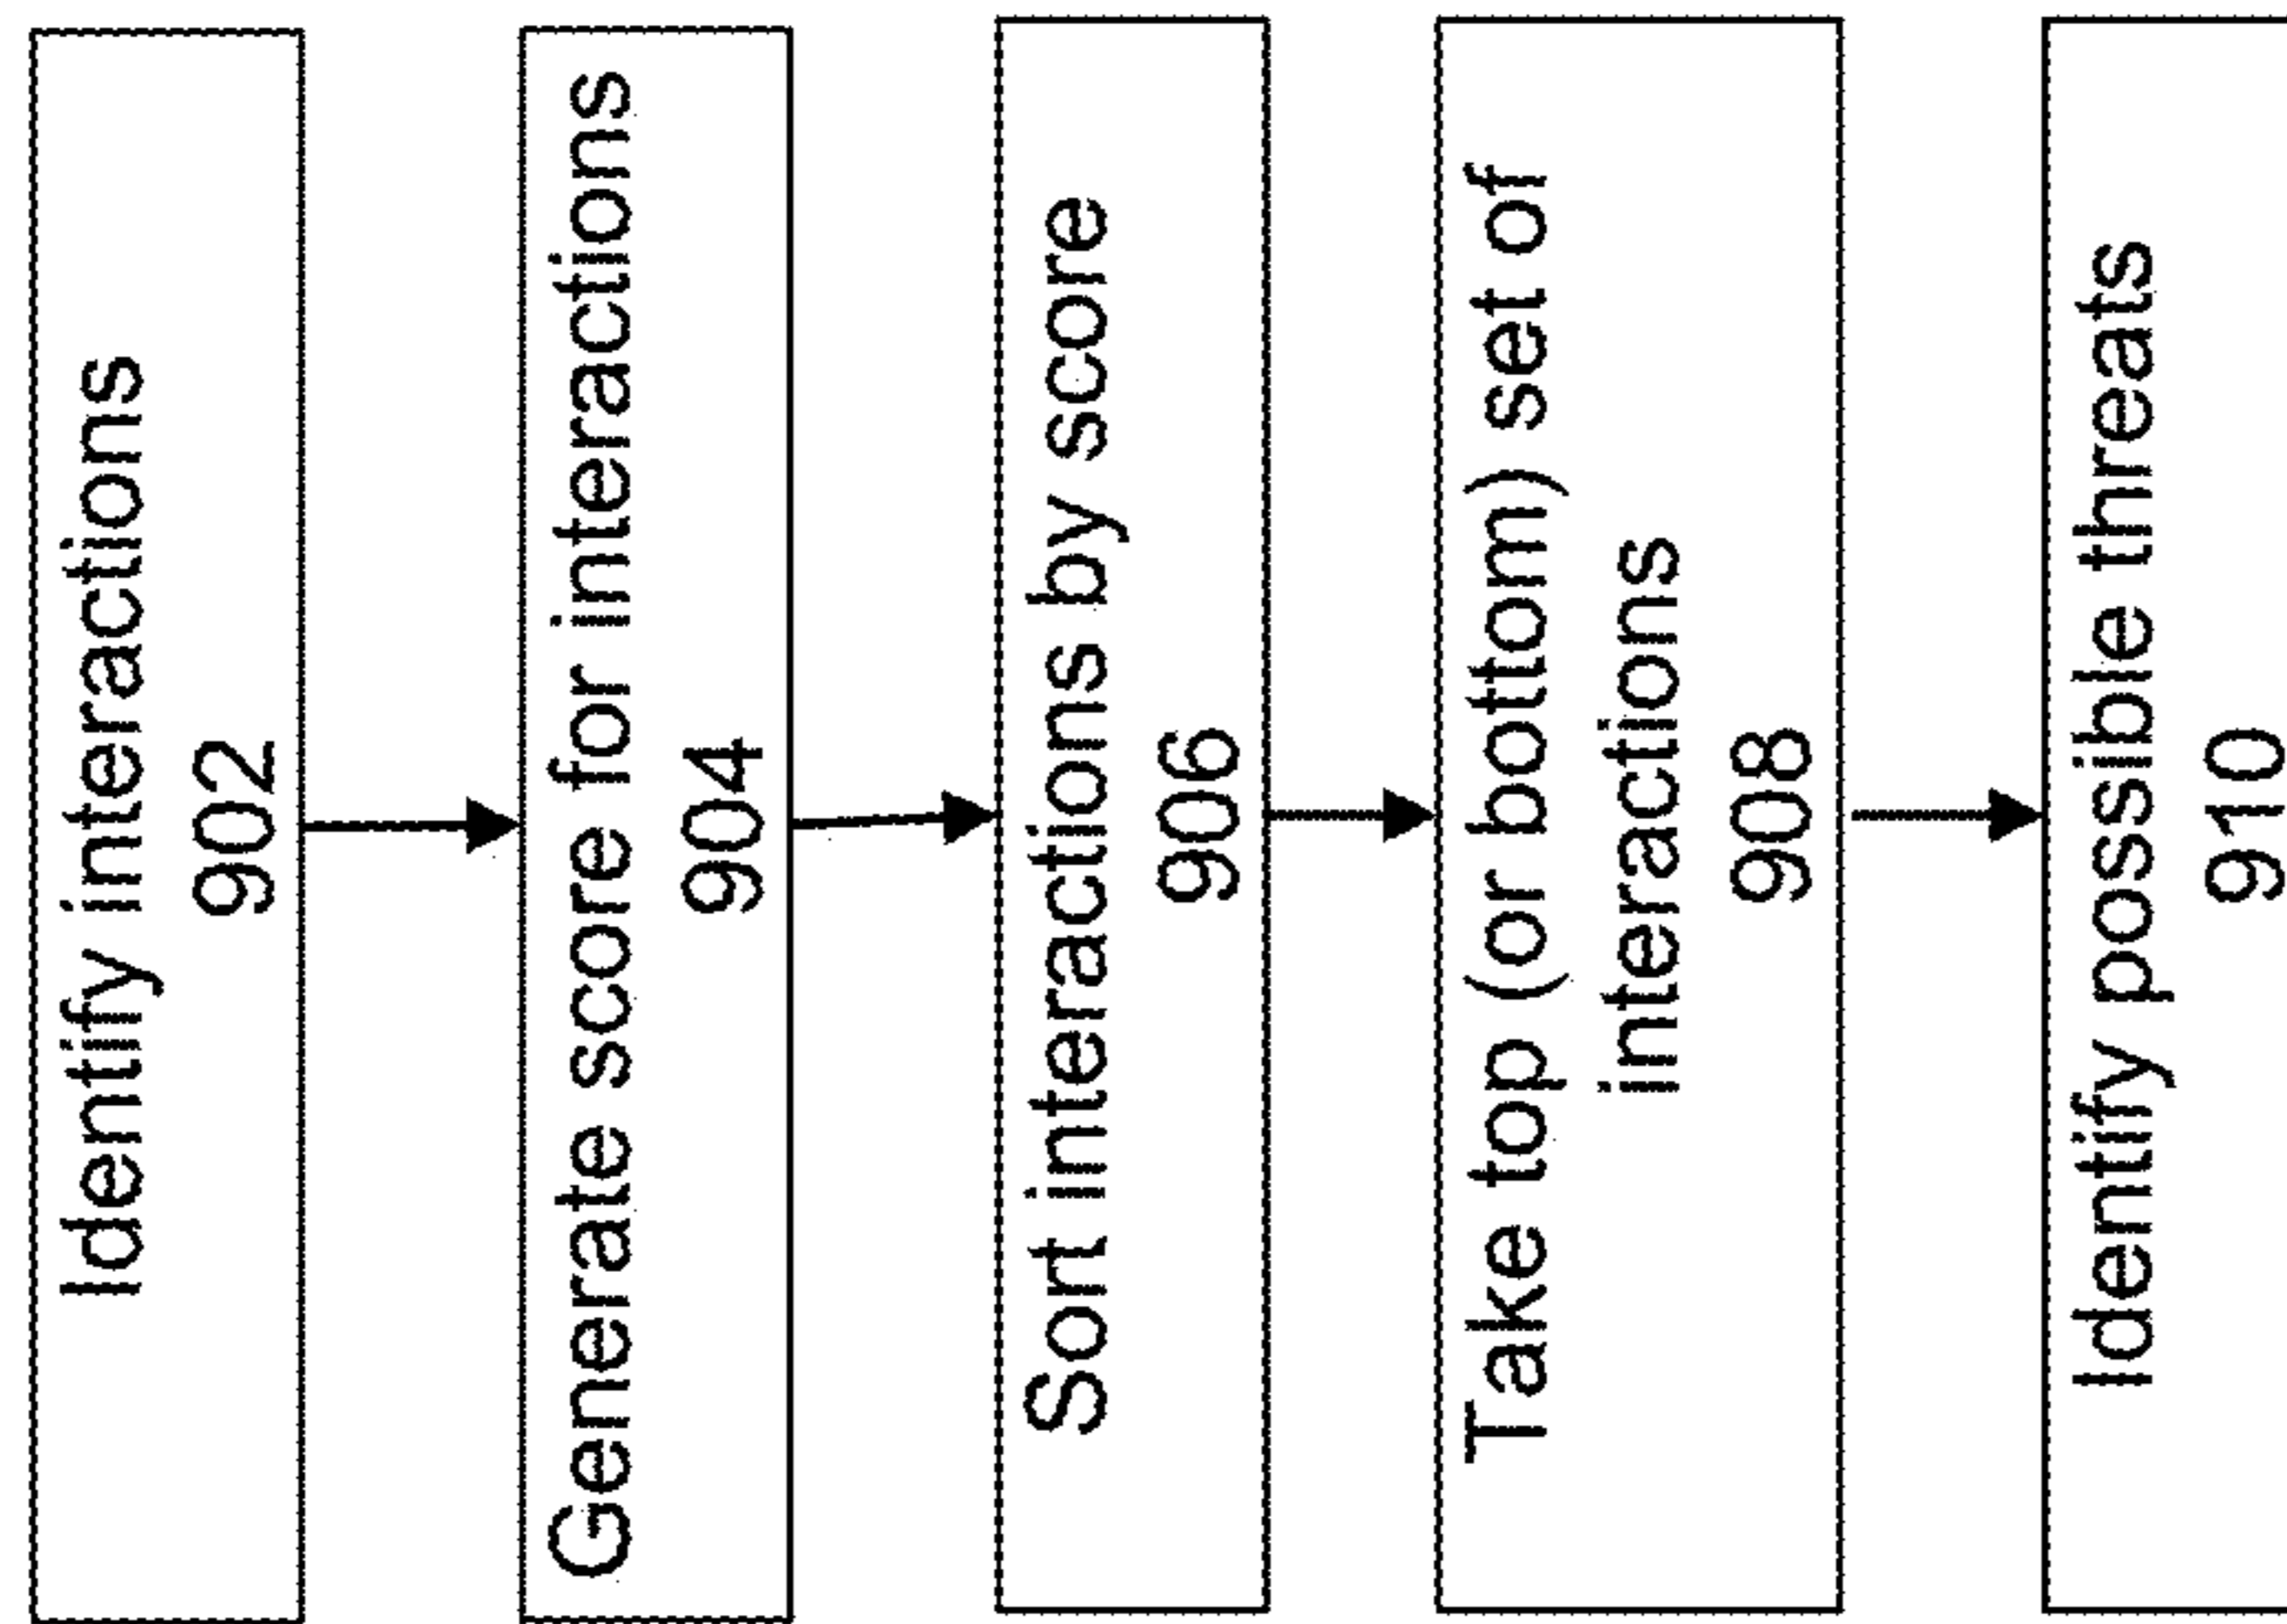 Identify interactions
902
Generate score for interactions
904
Sort interactions by score
906
Take top (or bottom) set of
interactions
908
Identify possible threats
910